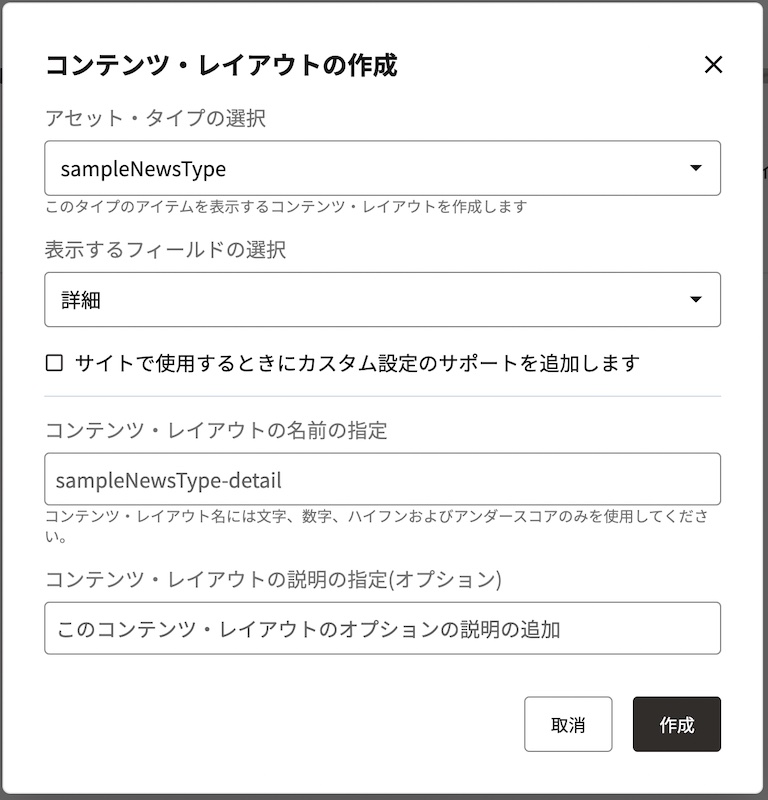 コンテンツ・レイアウトの作成
アセット・タイプの選択
sampleNewsType
このタイプのアイテムを表示するコンテンツ・レイアウトを作成します
表示するフィールドの選択
詳細
サイトで使用するときにカスタム設定のサポートを追加します
コンテンツ・レイアウトの名前の指定
sampleNewsType-detail
コンテンツ・レイアウト名には文字、数字、ハイフンおよびアンダースコアのみを使用してくださ
い。
コンテンツ・レイアウトの説明の指定(オプション)
このコンテンツ・レイアウトのオプションの説明の追加
取消
作成